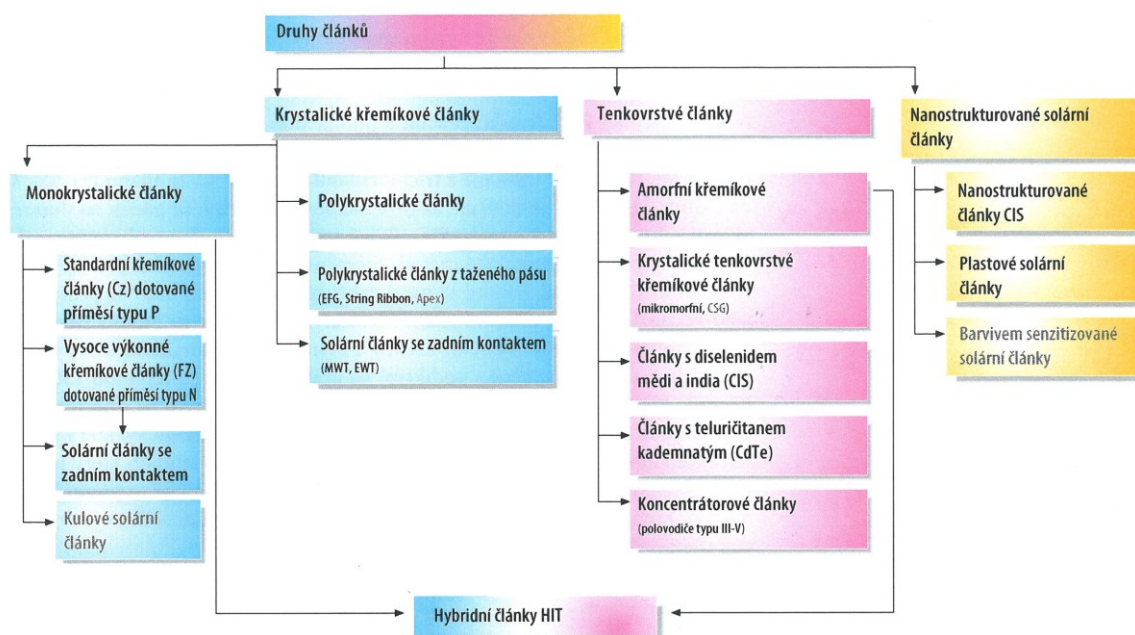 Druhy článků
Krystalické křemíkové články
Tenkovrstvé články
Nanostrukturované solární
články
Monokrystalické články
Standardní křemíkové
články (Cz) dotované
příměsí typu P
Vysoce výkonné
křemíkové články (FZ)
dotované příměsí typu N
Solární články se
zadním kontaktem
Kulové solární
články
Polykrystalické články
Polykrystalické články z taženého pásu
(EFG, String Ribbon, Apex)
Solární články se zadním kontaktem
(MWT, EWT)
Amorfní křemíkové
články
Krystalické tenkovrstvé
křemíkové články
(mikromorfní, CSG)
Články s diselenidem
mědi a india (CIS)
Články s teluričitanem
kademnatým (CdTe)
Koncentrátorové články
(polovodiče typu III-V)
Nanostrukturované
články CIS
Plastové solární
články
Barvivem senzitizované
solární články
Hybridní články HIT